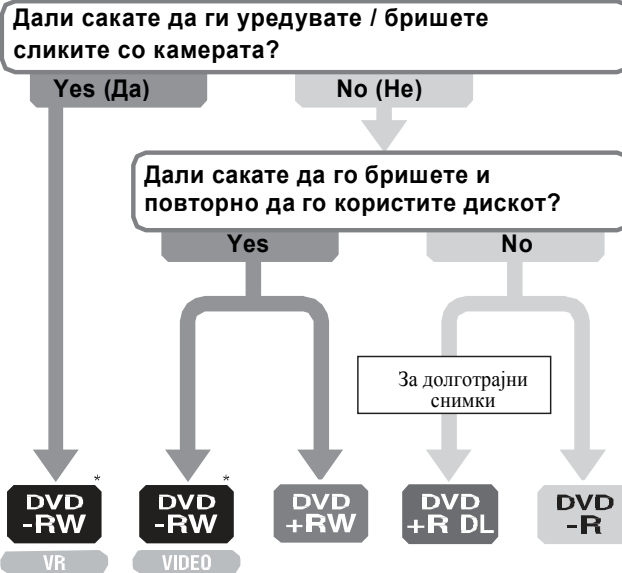 Дали сакате да ги уредувате / бришете
сликите со камерата?
Yes (Да)
No (Не)
Дали сакате да го бришете и
повторно да го користите дискот?
Yes
No
За долготрајни
снимки
DVD
-RW
*
VR
DVD
-RW
*
VIDEO
DVD
+RW
DVD
+R DL
DVD
-R